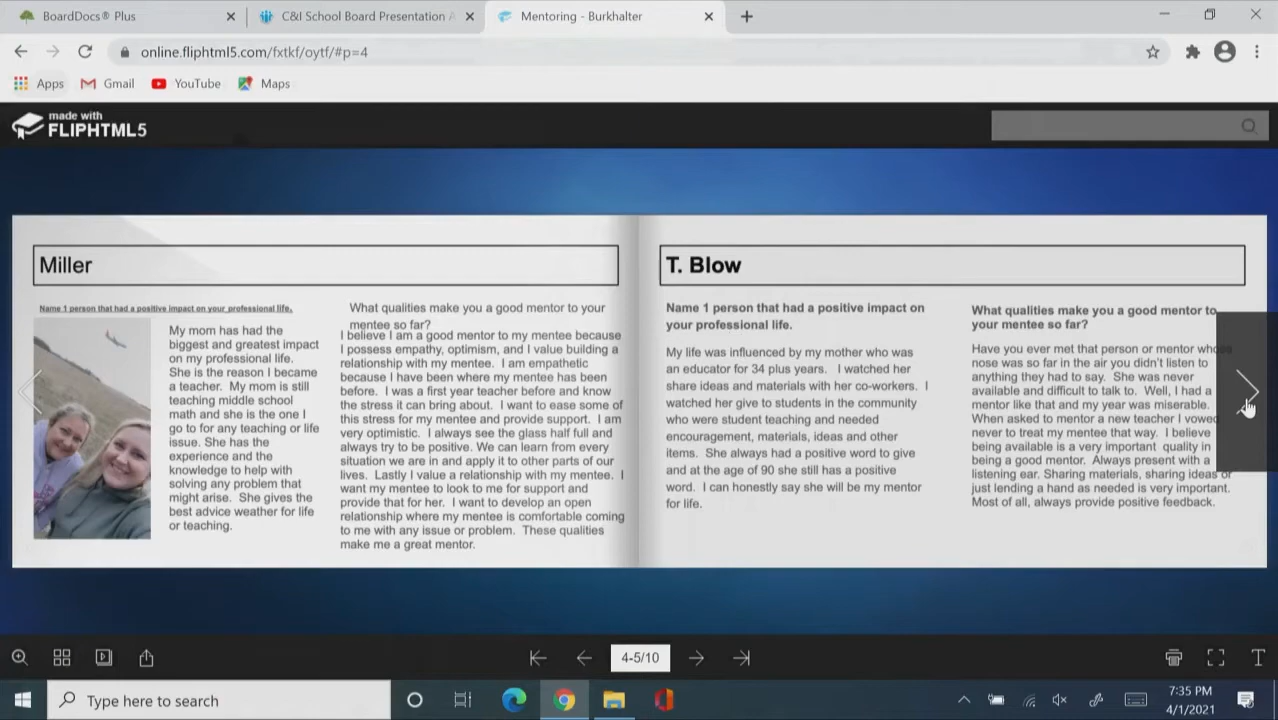 BoardDocs® Plus
C&I School Board Presentation A
Mentoring - Burkhalter
online.fliphtml5.com/fxtkf/oytf/#p=4
Apps
Gmail
YouTube
Maps
made with
FLIPHTML5
Miller
Name 1 person that had a positive impact on your professional life.
My mom has had the
biggest and greatest impact
on my professional life.
She is the reason I became
a teacher. My mom is still
teaching middle school
math and she is the one I
go to for any teaching or life
issue. She has the
experience and the
knowledge to help with
solving any problem that
might arise. She gives the
best advice weather for life
or teaching.
What qualities make you a good mentor to your
mentee so far?
I believe I am a good mentor to my mentee because
I possess empathy, optimism, and I value building a
relationship with my mentee. I am empathetic
because I have been where my mentee has been
before. I was a first year teacher before and know
the stress it can bring about. I want to ease some of
this stress for my mentee and provide support. I am
very optimistic. I always see the glass half full and
always try to be positive. We can learn from every
situation we are in and apply it to other parts of our
lives. Lastly I value a relationship with my mentee. I
want my mentee to look to me for support and
provide that for her. I want to develop an open
relationship where my mentee is comfortable coming
to me with any issue or problem. These qualities
make me a great mentor.
T. Blow
Name 1 person that had a positive impact on
your professional life.
My life was influenced by my mother who was
an educator for 34 plus years. I watched her
share ideas and materials with her co-workers. I
watched her give to students in the community
who were student teaching and needed
encouragement, materials, ideas and other
items. She always had a positive word to give
and at the age of 90 she still has a positive
word. I can honestly say she will be my mentor
for life.
What qualities make you a good mentor to
your mentee so far?
Have you ever met that person or mentor whose
nose was so far in the air you didn't listen to
anything they had to say. She was never
available and difficult to talk to. Well, I had a
mentor like that and my year was miserable.
When asked to mentor a new teacher I vowed
never to treat my mentee that way. I believe
being available is a very important quality in
being a good mentor. Always present with a
listening ear. Sharing materials, sharing ideas or
just lending a hand as needed is very important.
Most of all, always provide positive feedback.
4-5/10
Type here to search
7:35 PM
4/1/2021